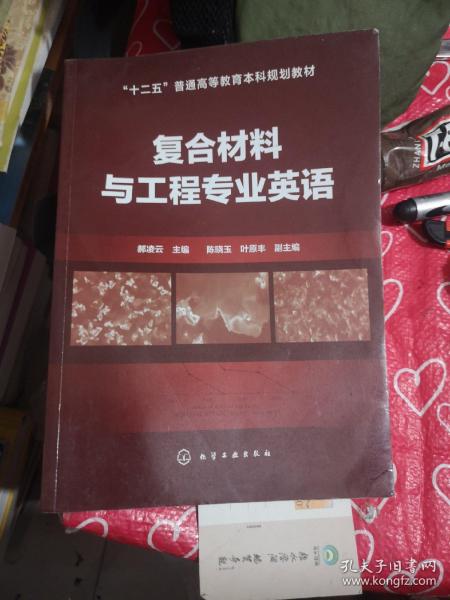 “十二五”普通高等教育本科规划教材
复合材料
与工程专业英语
郝凌云 主编 陈晓玉 叶原丰 副主编
化学工业出版社
ZHAN
孔夫子旧书网
kongfz.com